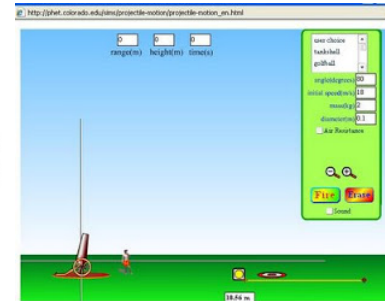 http://phet.colorado.edu/sims/projectile-motion/projectile-motion_en.html
0 0 0
range(m) height(m) time(s)
user choice
tankshell
golfball
angle(degrees) 80
initial speed(m/s) 18
mass(kg) 2
diameter(m) 0.1
Air Resistance
Fire Erase
Sound
10.56 m